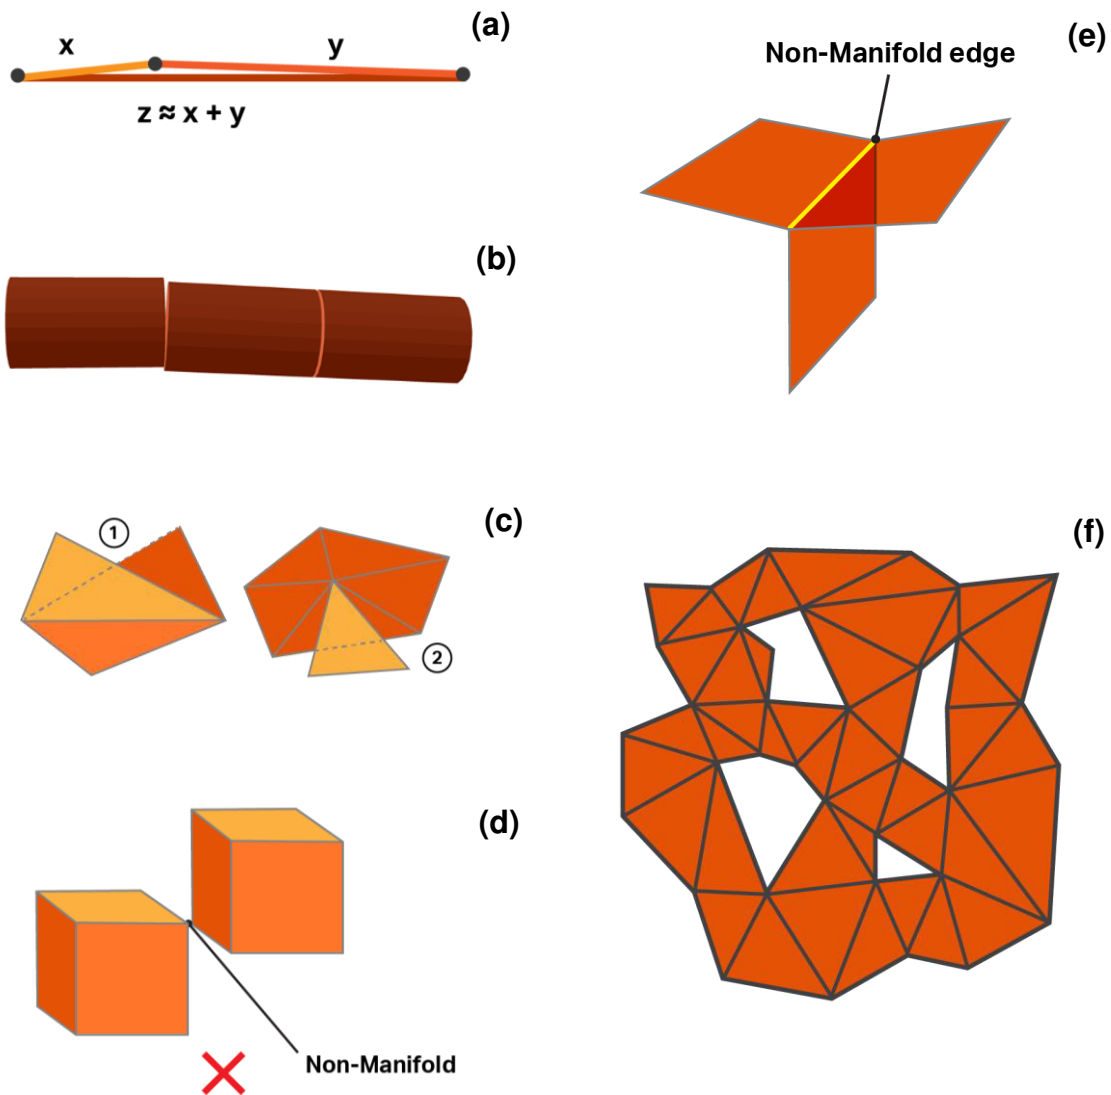 (a)
x
y
z ≈ x + y
(b)
(c)
1
2
(d)
Non-Manifold
(e)
Non-Manifold edge
(f)